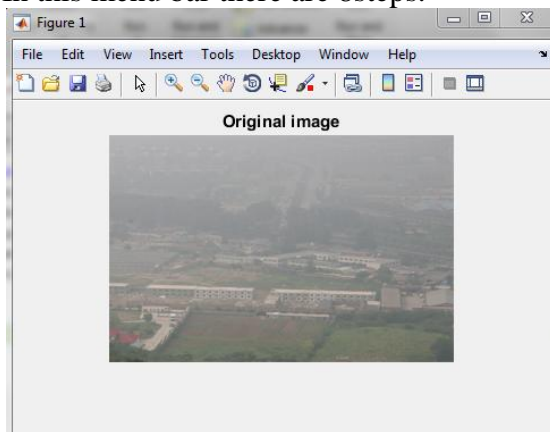 in this menu bar there are 6steps.
Figure 1
File Edit View Insert Tools Desktop Window Help
Original image